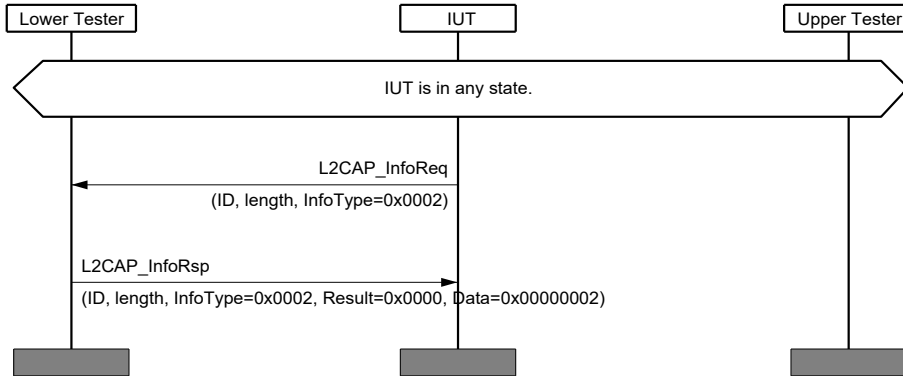 Lower Tester
IUT
Upper Tester
IUT is in any state.
L2CAP_InfoReq
(ID, length, InfoType=0x0002)
L2CAP_InfoRsp
(ID, length, InfoType=0x0002, Result=0x0000, Data=0x00000002)